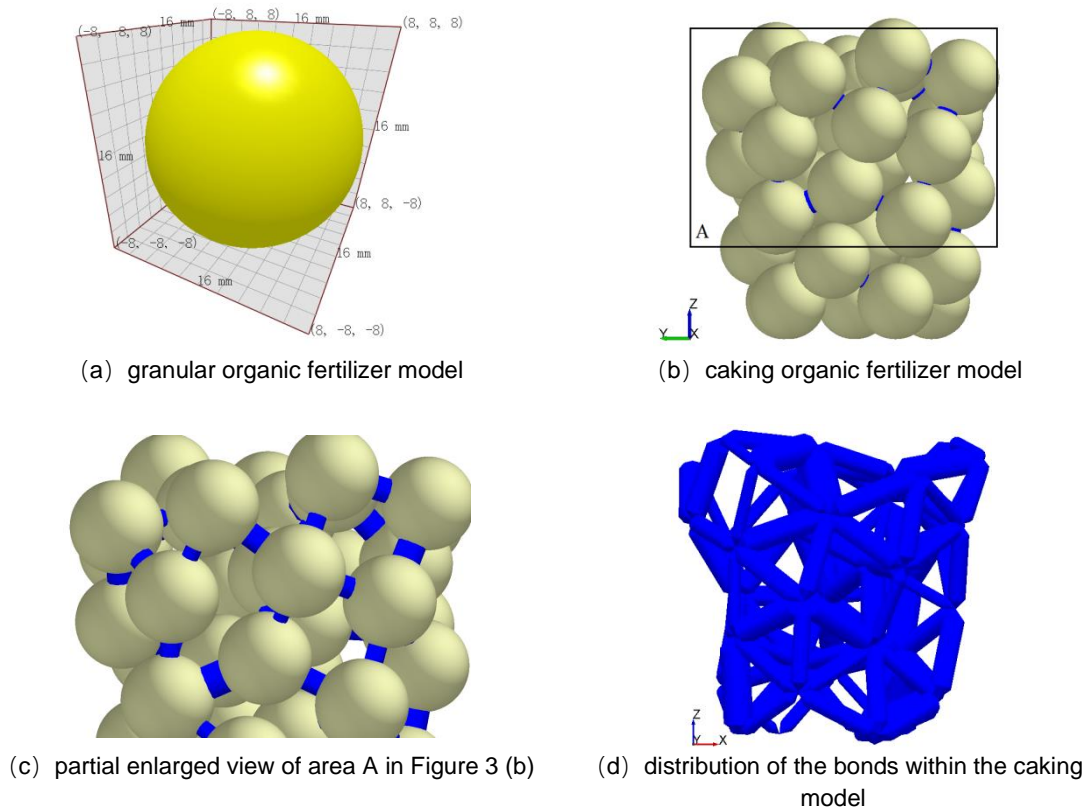 (-8, 8, 8)
16 mm
(8, 8, 8)
(-8, 8, 8)
16 mm
16 mm
(8, 8, -8)
(-8, -8, -8)
16 mm
16 mm
(8, -8, -8)
A
Z
Y
X
（a）granular organic fertilizer model
（b）caking organic fertilizer model
Z
Y
X
（c）partial enlarged view of area A in Figure 3 (b)
（d）distribution of the bonds within the caking
model